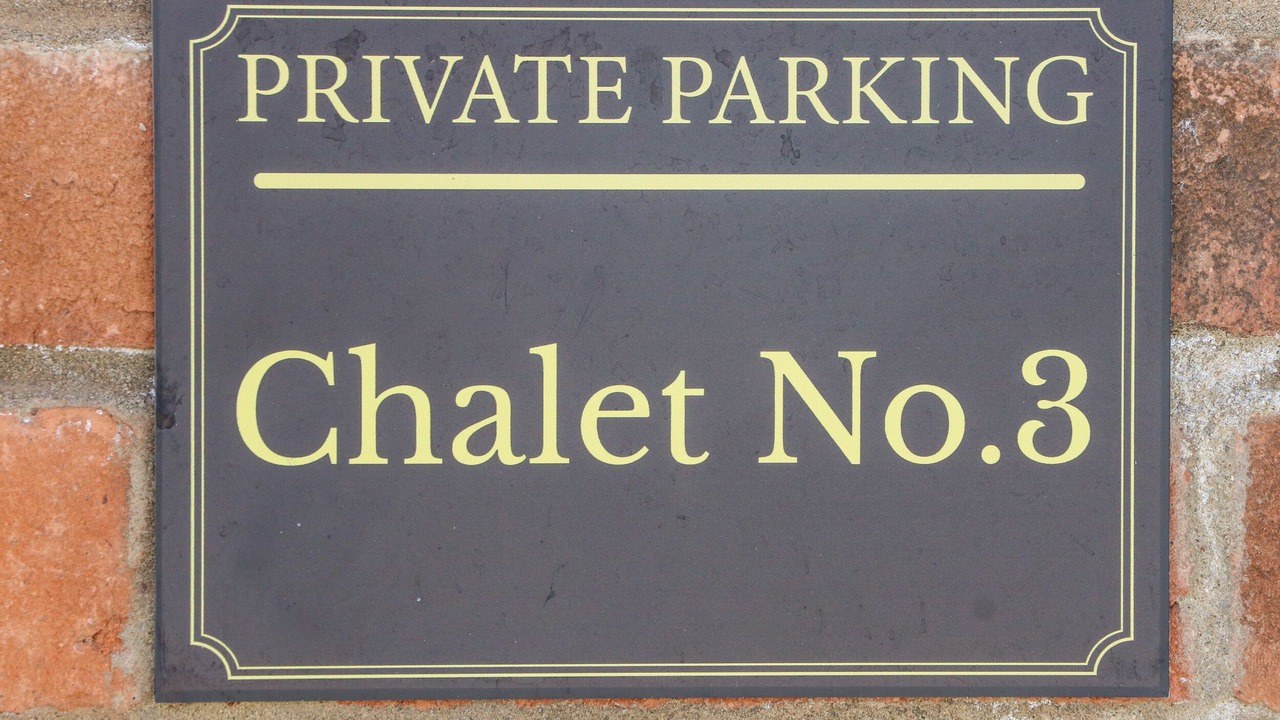 PRIVATE PARKING
Chalet No.3